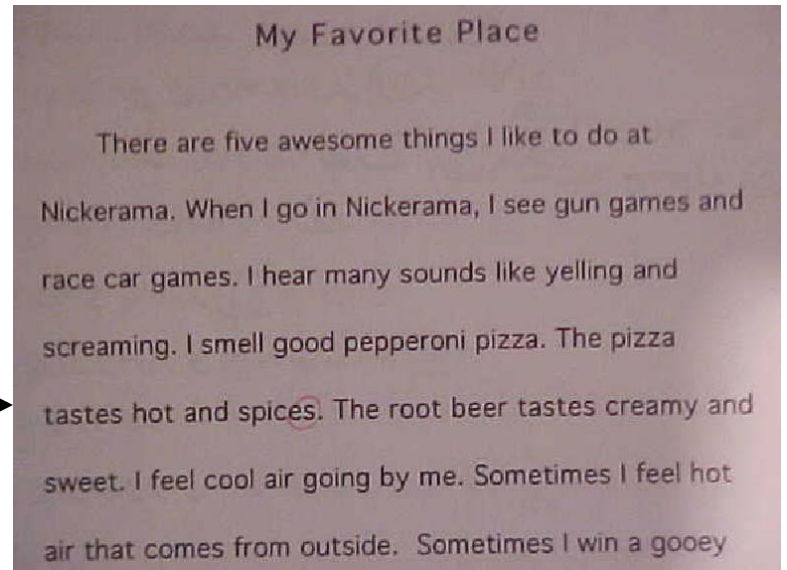 My Favorite Place
There are five awesome things I like to do at
Nickerama. When I go in Nickerama, I see gun games and
race car games. I hear many sounds like yelling and
screaming. I smell good pepperoni pizza. The pizza
tastes hot and spices. The root beer tastes creamy and
sweet. I feel cool air going by me. Sometimes I feel hot
air that comes from outside. Sometimes I win a gooey